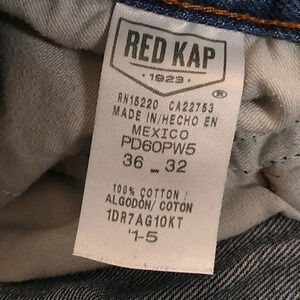 RED KAP
· 1923 ·
®
RN15220 CA22753
MADE IN/HECHO EN
MEXICO
PD60PW5
36 32
100% COTTON/
ALGODÓN/COTON
1DR7AG10KT
'1-5